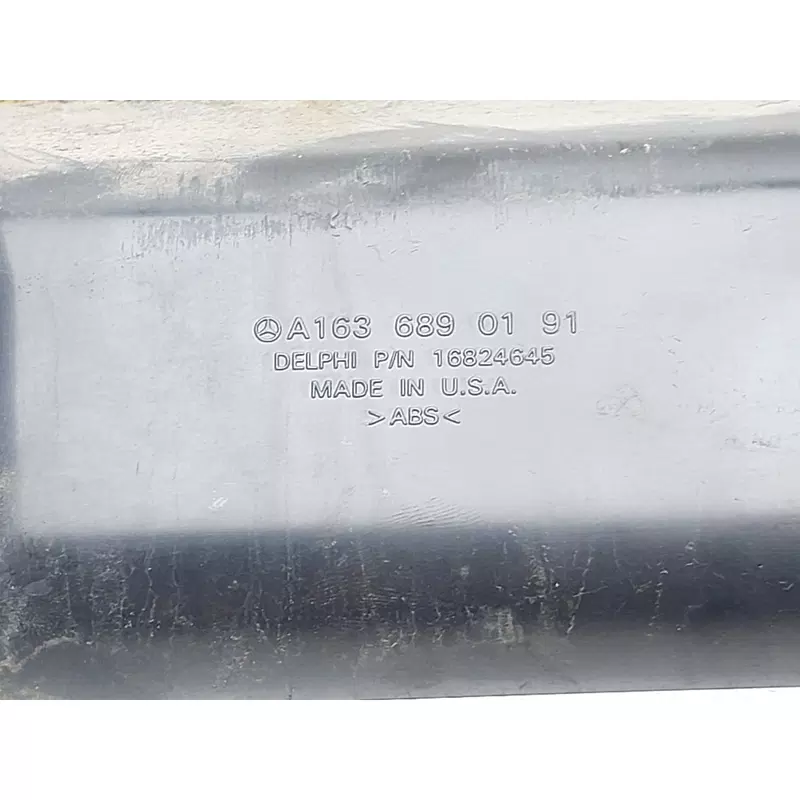 A163 689 01 91
DELPHI P/N 16824645
MADE IN U.S.A.
>ABS<